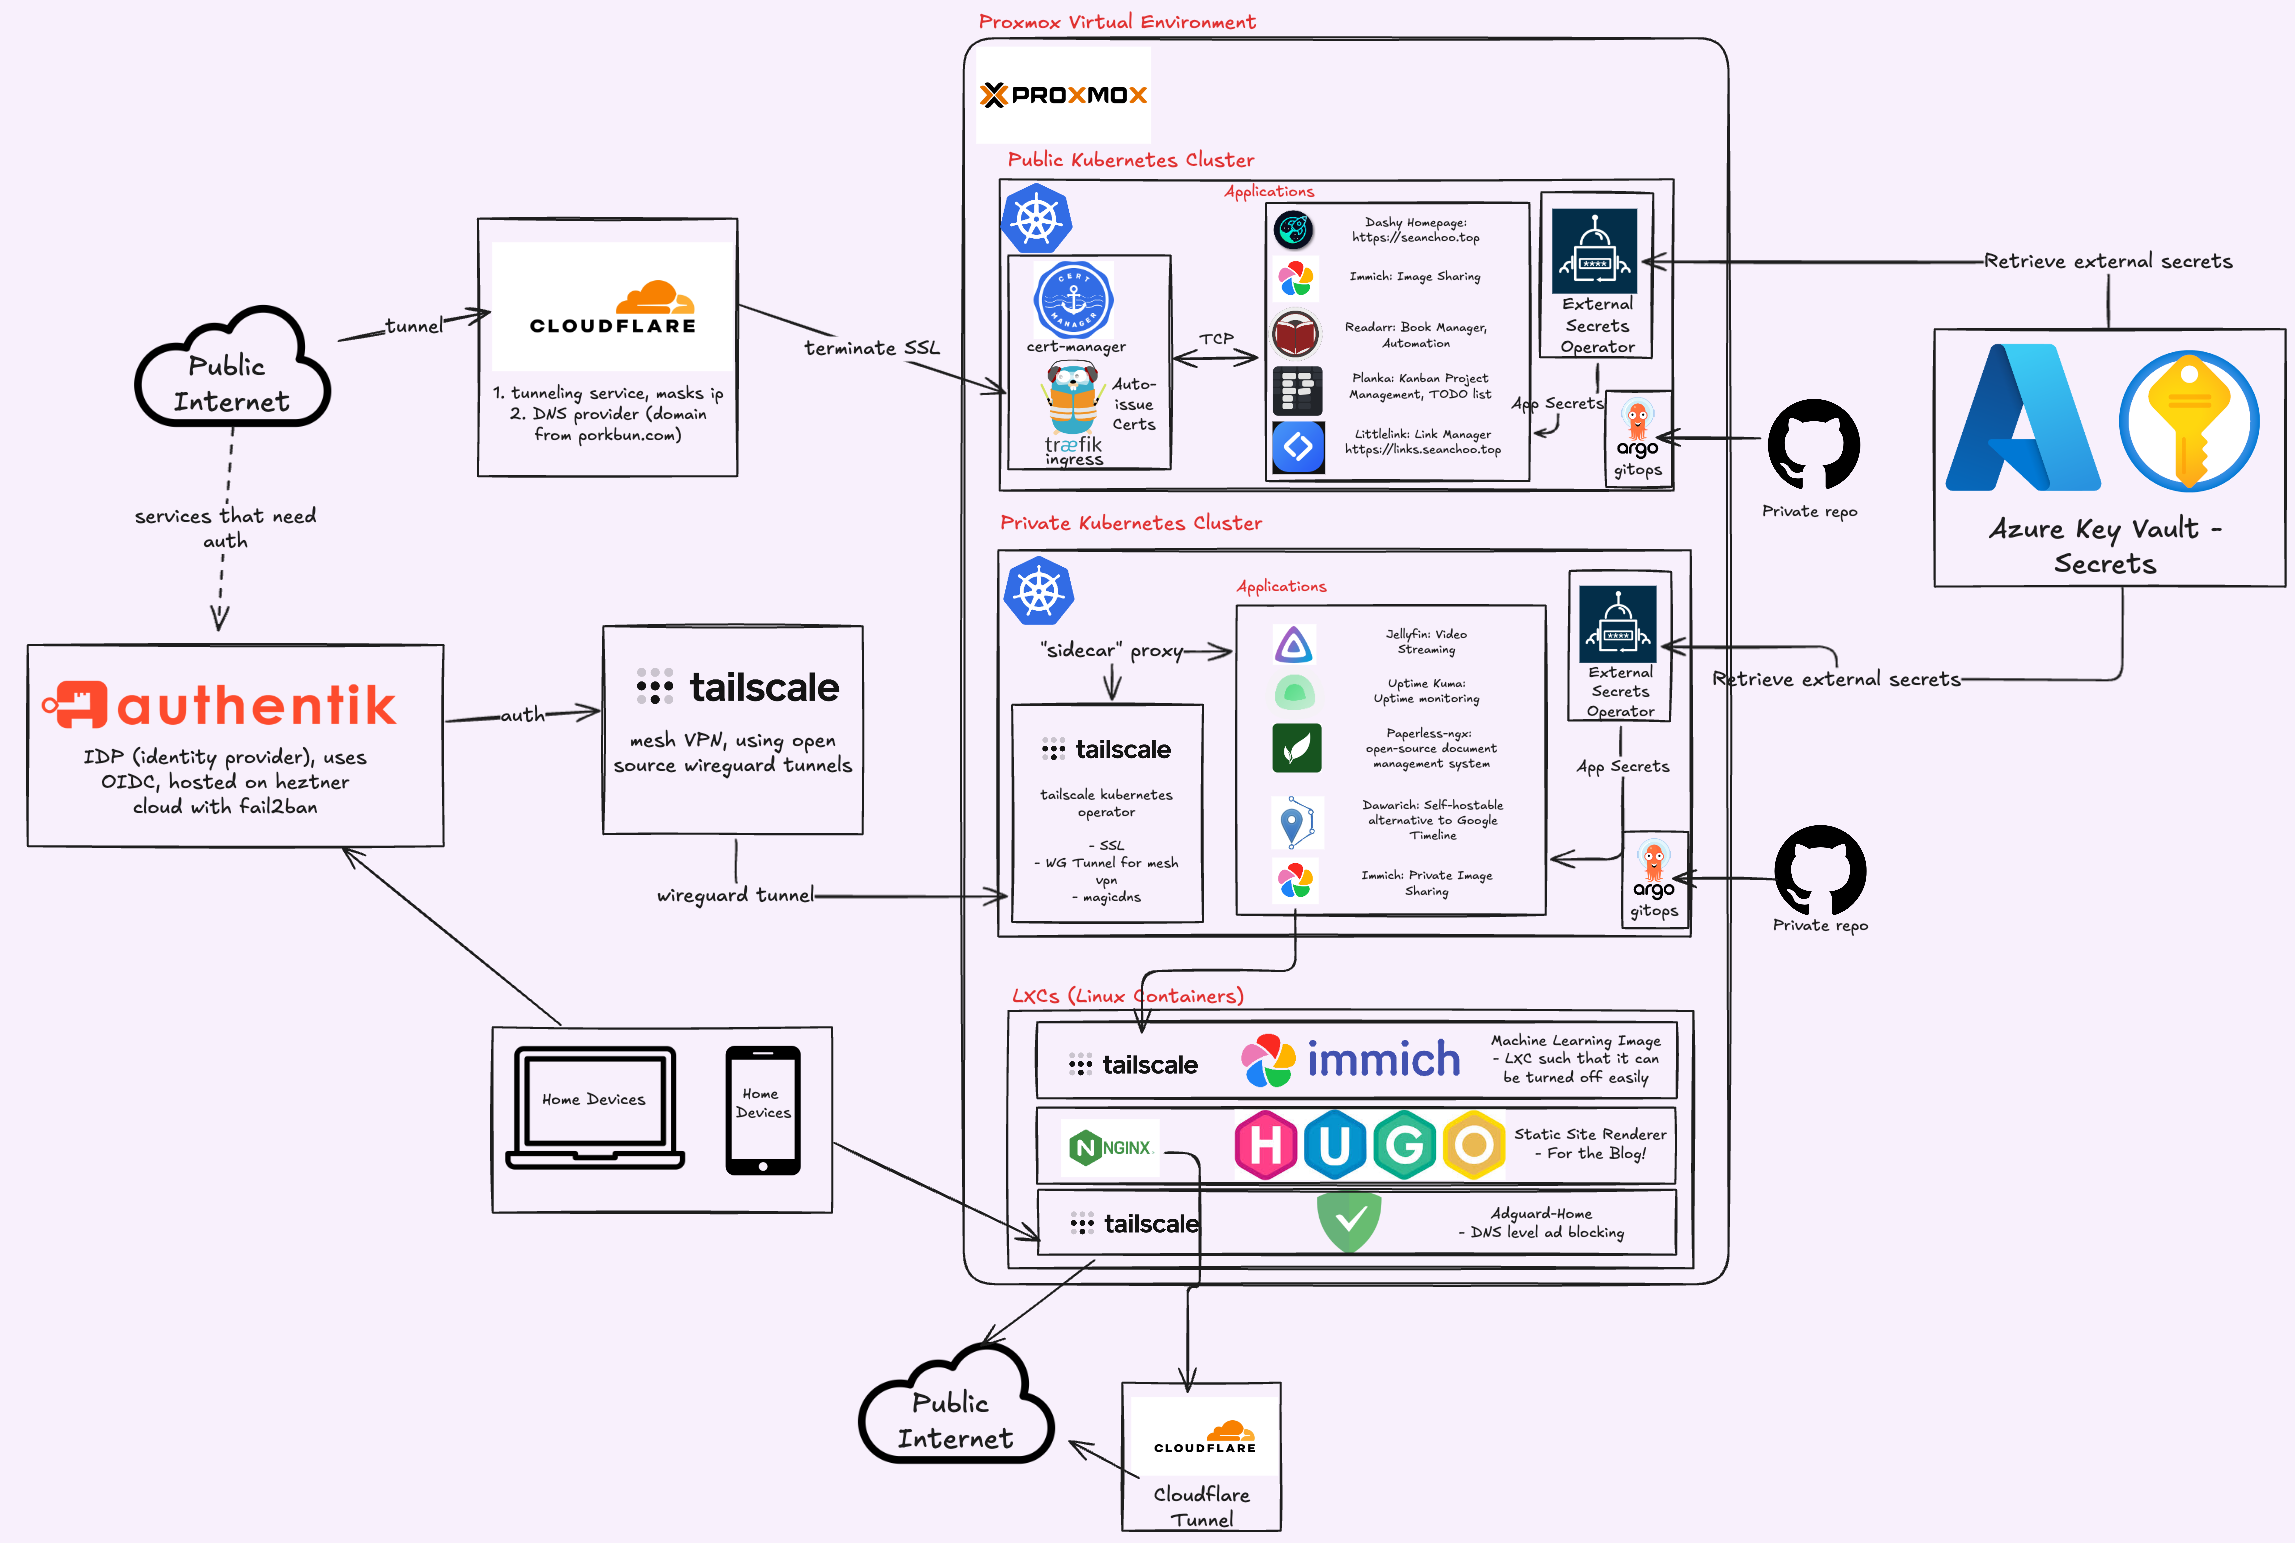 Proxmox Virtual Environment
PROXMOX
Public Kubernetes Cluster
Applications
Dashy Homepage:
https://seanchoo.top
Immich: Image Sharing
Readarr: Book Manager,
Automation
Planka: Kanban Project
Management, TODO list
Littlelink: Link Manager
https://links.seanchoo.top
CERT
MANAGER
cert-manager
Auto-
issue
Certs
træfik
ingress
TCP
****
External
Secrets
Operator
App Secrets
argo
gitops
Private repo
Retrieve external secrets
Azure Key Vault -
Secrets
Public
Internet
tunnel
CLOUDFLARE
1. tunneling service, masks ip
2. DNS provider (domain
from porkbun.com)
terminate SSL
services that need
auth
authentik
IDP (identity provider), uses
OIDC, hosted on heztner
cloud with fail2ban
auth
tailscale
mesh VPN, using open
source wireguard tunnels
wireguard tunnel
Private Kubernetes Cluster
Applications
"sidecar" proxy
tailscale
tailscale kubernetes
operator
- SSL
- WG Tunnel for mesh
vpn
- magicdns
Jellyfin: Video
Streaming
Uptime Kuma:
Uptime monitoring
Paperless-ngx:
open-source document
management system
Dawarich: Self-hostable
alternative to Google
Timeline
Immich: Private Image
Sharing
****
External
Secrets
Operator
Retrieve external secrets
App Secrets
argo
gitops
Private repo
Home Devices
Home
Devices
LXCs (Linux Containers)
tailscale
immich
Machine Learning Image
- LXC such that it can
be turned off easily
NGINX
HUGO
Static Site Renderer
- For the Blog!
tailscale
Adguard-Home
- DNS level ad blocking
Public
Internet
CLOUDFLARE
Cloudflare
Tunnel